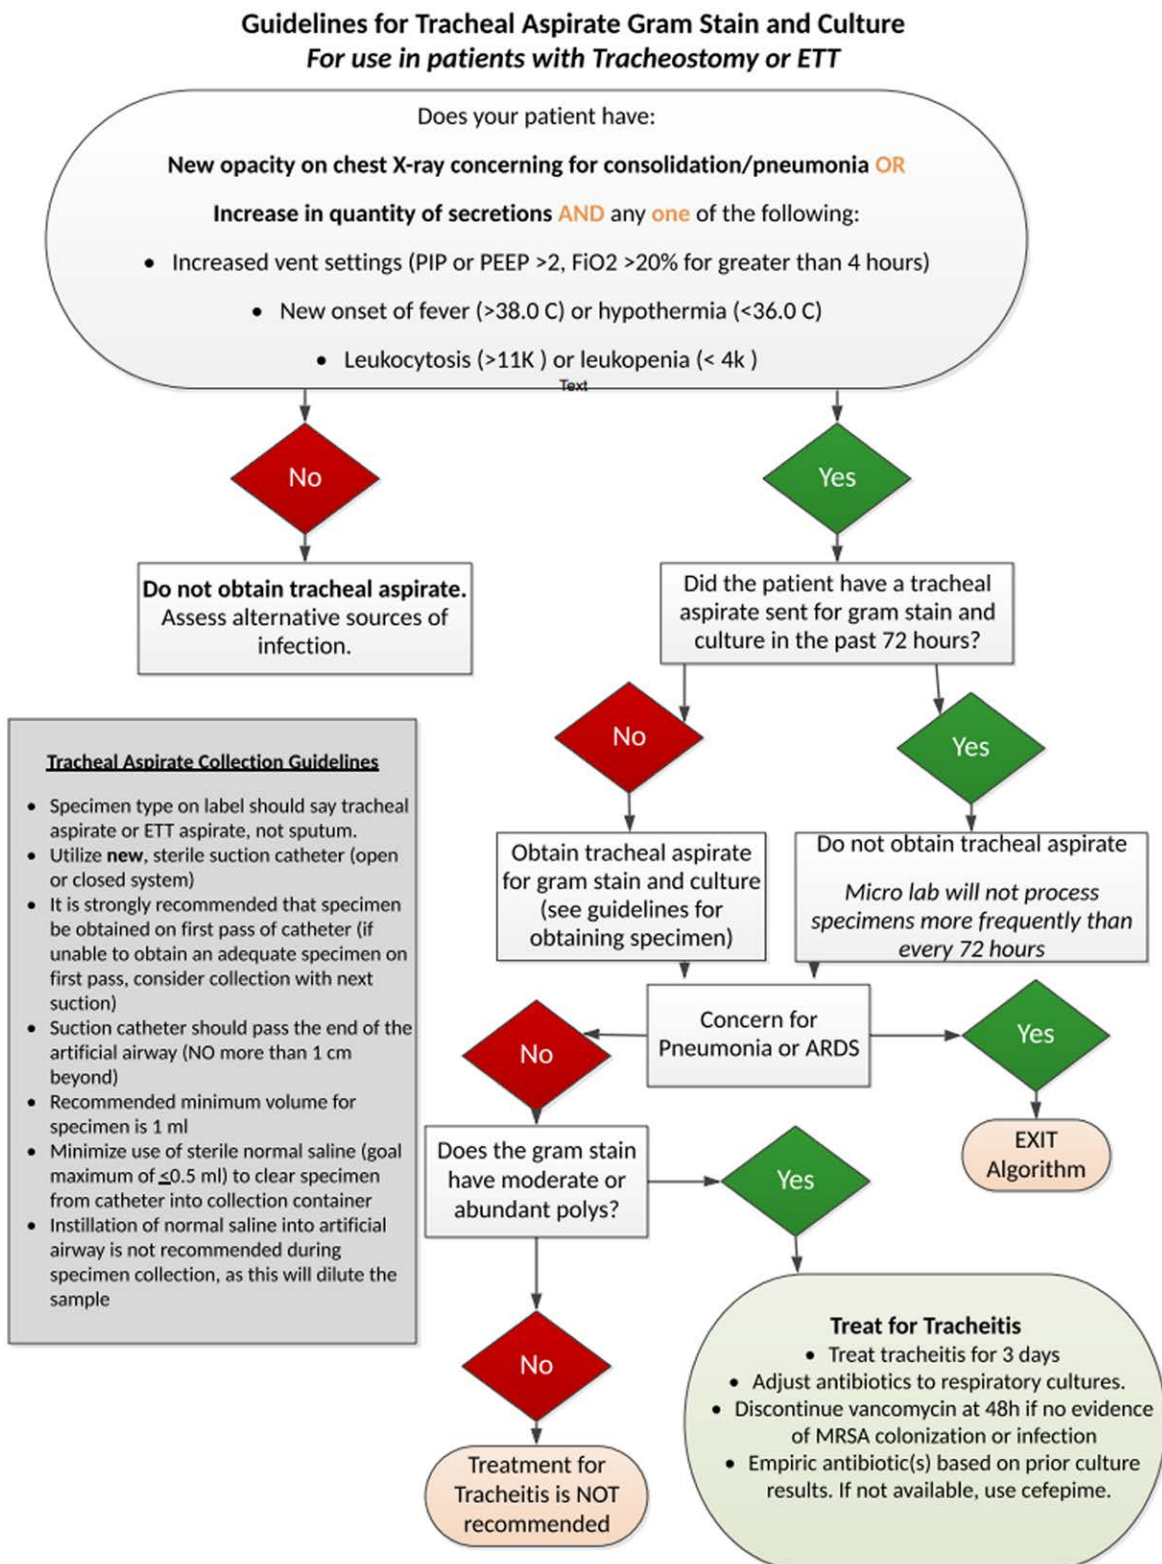 Guidelines for Tracheal Aspirate Gram Stain and Culture
For use in patients with Tracheostomy or ETT
Does your patient have:
New opacity on chest X-ray concerning for consolidation/pneumonia OR
Increase in quantity of secretions AND any one of the following:
• Increased vent settings (PIP or PEEP >2, FiO2 >20% for greater than 4 hours)
• New onset of fever (>38.0 C) or hypothermia (<36.0 C)
• Leukocytosis (>11K ) or leukopenia (< 4k )
Text
No
Yes
Do not obtain tracheal aspirate.
Assess alternative sources of
infection.
Did the patient have a tracheal
aspirate sent for gram stain and
culture in the past 72 hours?
No
Yes
Obtain tracheal aspirate
for gram stain and culture
(see guidelines for
obtaining specimen)
Do not obtain tracheal aspirate
Micro lab will not process
specimens more frequently than
every 72 hours
Tracheal Aspirate Collection Guidelines
• Specimen type on label should say tracheal
aspirate or ETT aspirate, not sputum.
• Utilize new, sterile suction catheter (open
or closed system)
• It is strongly recommended that specimen
be obtained on first pass of catheter (if
unable to obtain an adequate specimen on
first pass, consider collection with next
suction)
• Suction catheter should pass the end of the
artificial airway (NO more than 1 cm
beyond)
• Recommended minimum volume for
specimen is 1 ml
• Minimize use of sterile normal saline (goal
maximum of ≤0.5 ml) to clear specimen
from catheter into collection container
• Instillation of normal saline into artificial
airway is not recommended during
specimen collection, as this will dilute the
sample
Concern for
Pneumonia or ARDS
No
Yes
EXIT
Algorithm
Does the gram stain
have moderate or
abundant polys?
Yes
No
Treatment for
Tracheitis is NOT
recommended
Treat for Tracheitis
• Treat tracheitis for 3 days
• Adjust antibiotics to respiratory cultures.
• Discontinue vancomycin at 48h if no evidence
of MRSA colonization or infection
• Empiric antibiotic(s) based on prior culture
results. If not available, use cefepime.